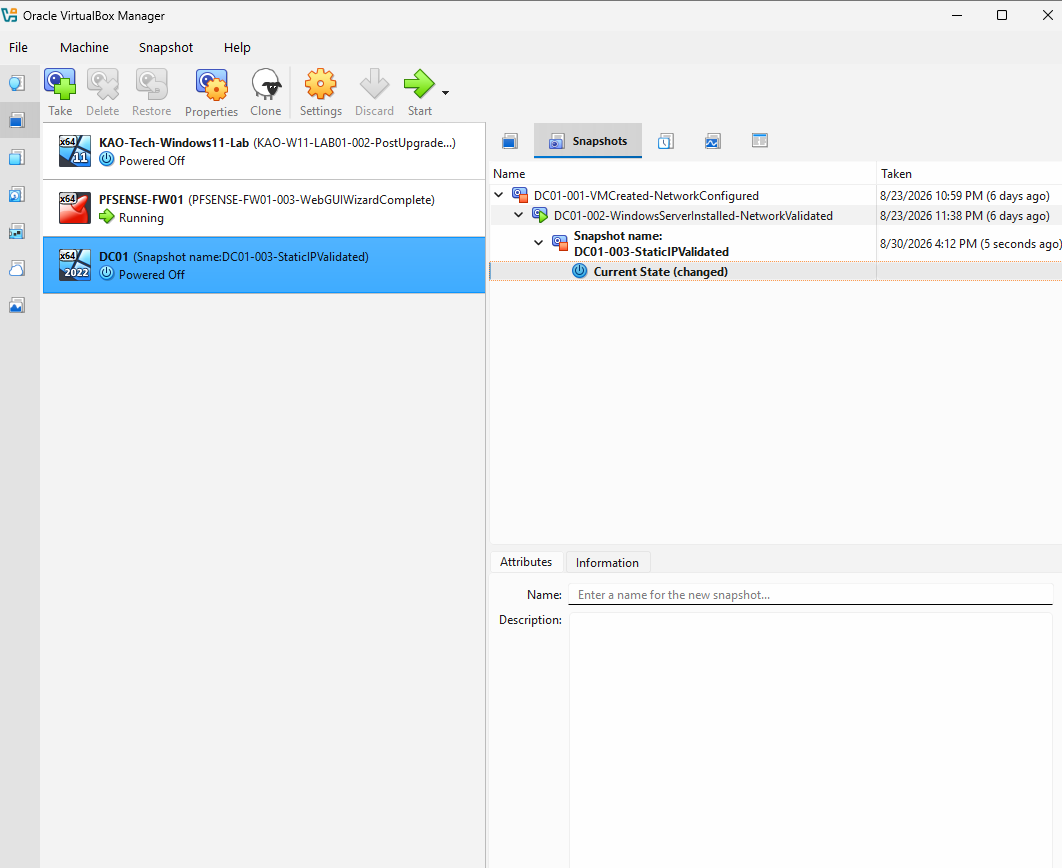 Oracle VirtualBox Manager
File Machine Snapshot Help
Take Delete Restore Properties Clone Settings Discard Start
x64 11 KAO-Tech-Windows11-Lab (KAO-W11-LAB01-002-PostUpgrade...)
Powered Off
x64 PFSENSE-FW01 (PFSENSE-FW01-003-WebGUIWizardComplete)
Running
x64 2022 DC01 (Snapshot name:DC01-003-StaticIPValidated)
Powered Off
Snapshots
Name Taken
DC01-001-VMCreated-NetworkConfigured 8/23/2026 10:59 PM (6 days ago)
DC01-002-WindowsServerInstalled-NetworkValidated 8/23/2026 11:38 PM (6 days ago)
Snapshot name:
DC01-003-StaticIPValidated 8/30/2026 4:12 PM (5 seconds ago)
Current State (changed)
Attributes Information
Name: Enter a name for the new snapshot...
Description: